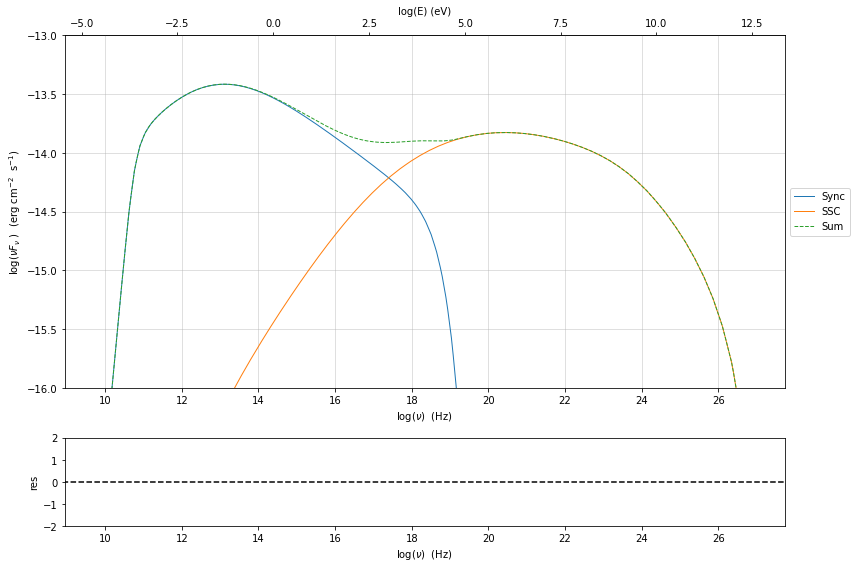 log(E) (eV)
−5.0 −2.5 0.0 2.5 5.0 7.5 10.0 12.5
−13.0
−13.5
−14.0
−14.5
−15.0
−15.5
−16.0
log(νFν ) (erg cm⁻² s⁻¹)
Sync
SSC
Sum
10 12 14 16 18 20 22 24 26
log(ν) (Hz)
2
1
0
−1
−2
res
10 12 14 16 18 20 22 24 26
log(ν) (Hz)